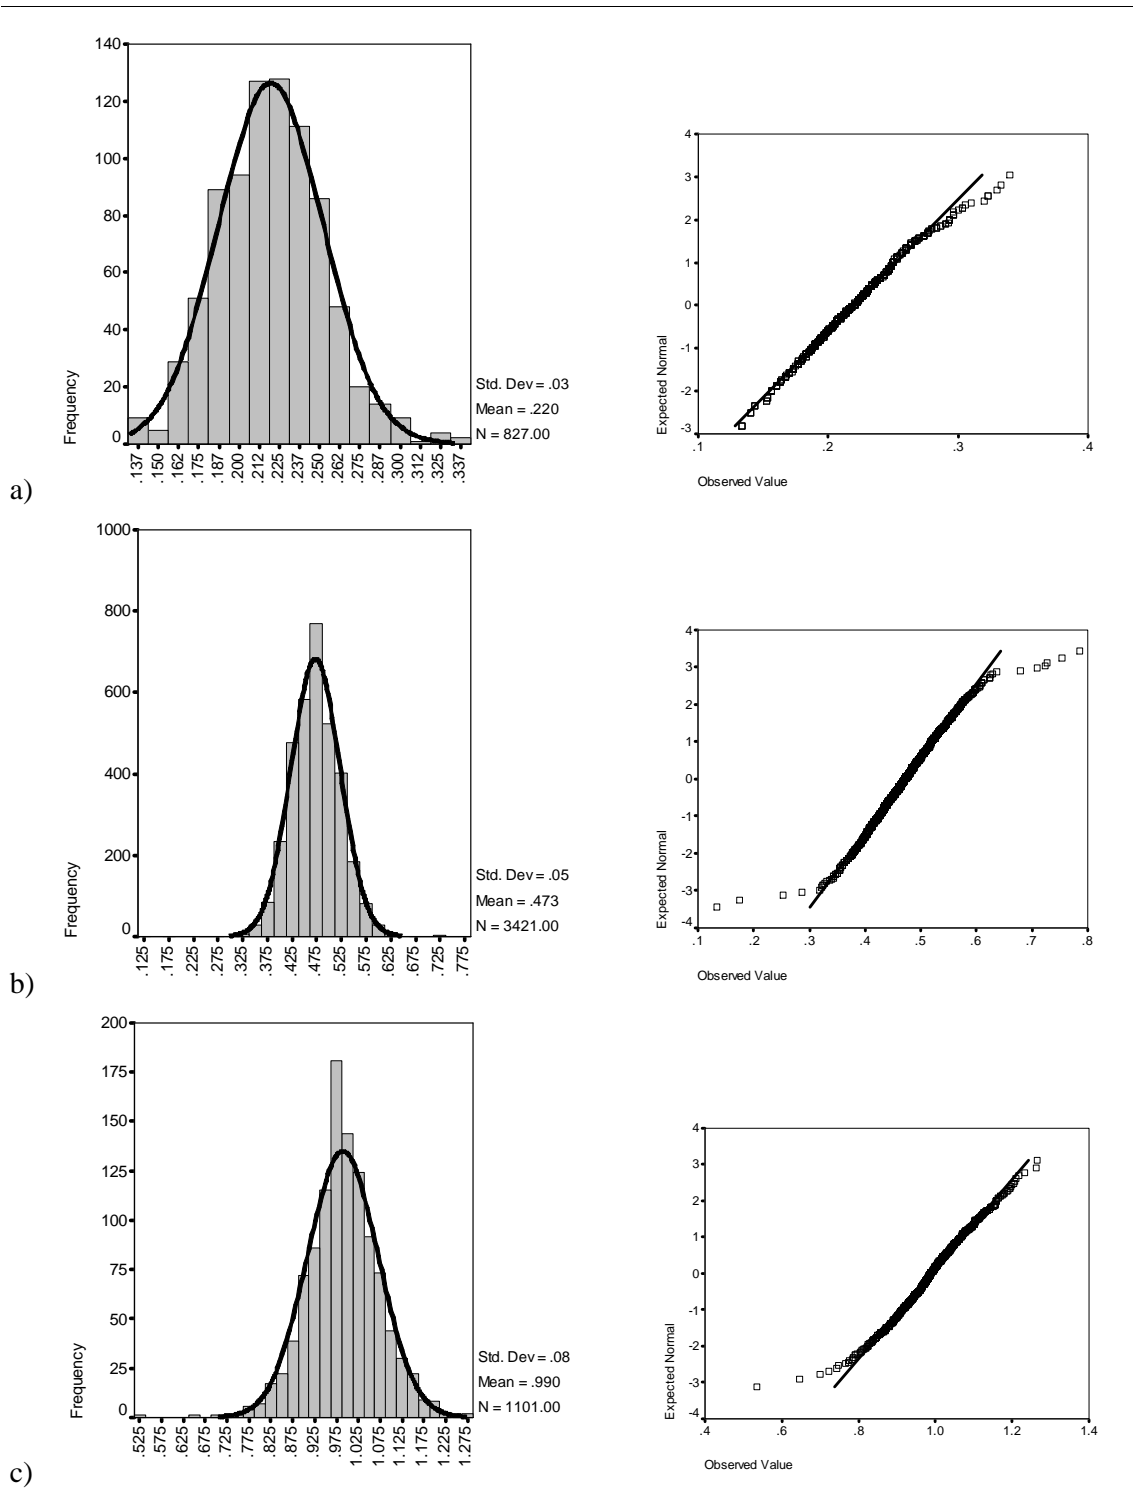 140
120
100
80
60
40
20
0
Frequency
.137 .150 .162 .175 .187 .200 .212 .225 .237 .250 .262 .275 .287 .300 .312 .325 .337
Std. Dev = .03
Mean = .220
N = 827.00
4
3
2
1
0
-1
-2
-3
Expected Normal
.1 .2 .3 .4
Observed Value
a)
1000
800
600
400
200
0
Frequency
.125 .175 .225 .275 .325 .375 .425 .475 .525 .575 .625 .675 .725 .775
Std. Dev = .05
Mean = .473
N = 3421.00
4
3
2
1
0
-1
-2
-3
-4
Expected Normal
.1 .2 .3 .4 .5 .6 .7 .8
Observed Value
b)
200
175
150
125
100
75
50
25
0
Frequency
.525 .575 .625 .675 .725 .775 .825 .875 .925 .975 1.025 1.075 1.125 1.175 1.225 1.275
Std. Dev = .08
Mean = .990
N = 1101.00
4
3
2
1
0
-1
-2
-3
-4
Expected Normal
.4 .6 .8 1.0 1.2 1.4
Observed Value
c)